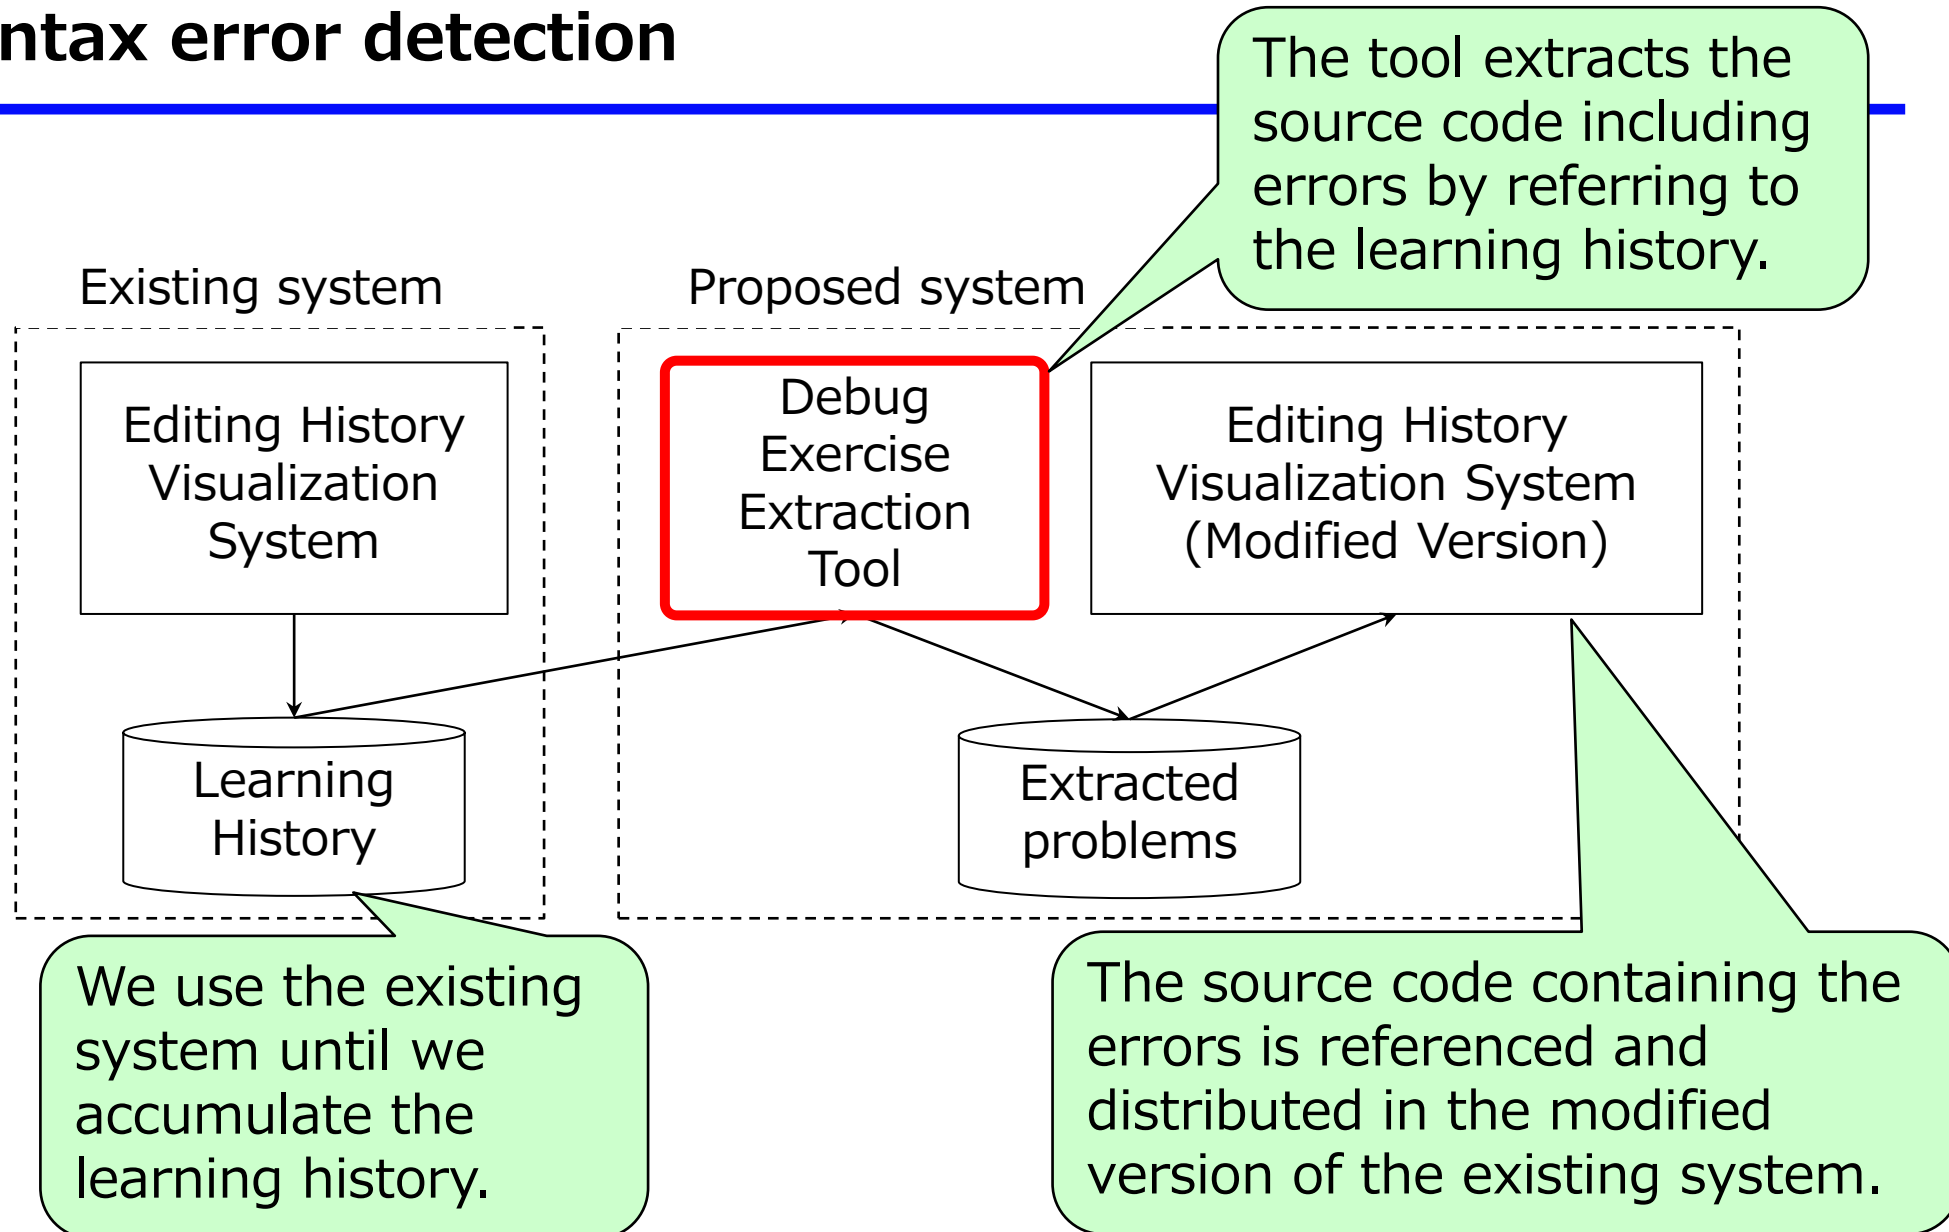 ntax error detection
The tool extracts the
source code including
errors by referring to
the learning history.
Existing system
Proposed system
Editing History
Visualization
System
Debug
Exercise
Extraction
Tool
Editing History
Visualization System
(Modified Version)
Learning
History
Extracted
problems
We use the existing
system until we
accumulate the
learning history.
The source code containing the
errors is referenced and
distributed in the modified
version of the existing system.